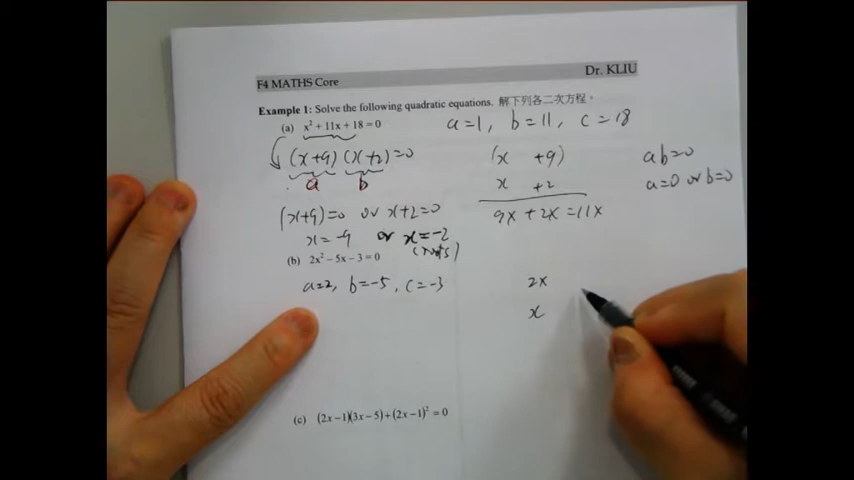 F4 MATHS Core Dr. KLIU
Example 1: Solve the following quadratic equations. 解下列各二次方程。
(a) x² + 11x + 18 = 0 a=1, b=11, c=18
(x+9)(x+2)=0 (x +9) ab=0
a b x +2 a=0 or b=0
(x+9)=0 or x+2=0 9x + 2x = 11x
x=-9 or x=-2
(roots)
(b) 2x² − 5x − 3 = 0
a=2, b=-5, c=-3 2x
x
(c) (2x−1)(3x−5)+(2x−1)² = 0